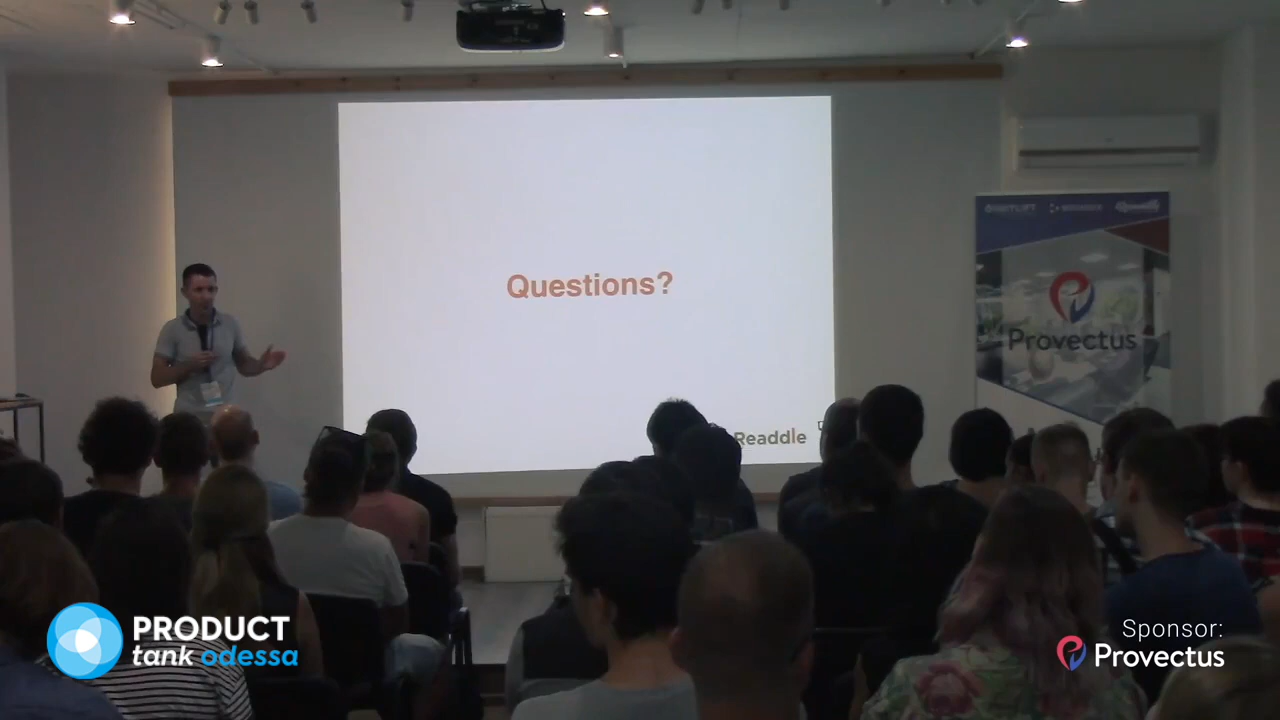 Questions?
Readdle
Provectus
PRODUCT
tank odessa
Sponsor:
Provectus